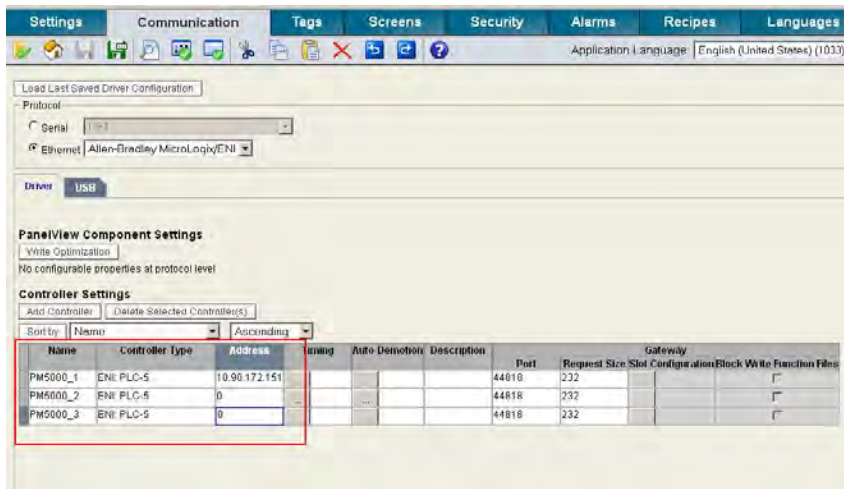 Settings Communication Tags Screens Security Alarms Recipes Languages
Application Language: English (United States) (1033)
Load Last Saved Driver Configuration
Protocol
Serial DF1
Ethernet Allen-Bradley MicroLogix/ENI
Driver USB
PanelView Component Settings
Write Optimization
No configurable properties at protocol level
Controller Settings
Add Controller Delete Selected Controller(s)
Sort by Name Ascending
Name Controller Type Address Timing Auto-Demotion Description Gateway
Port Request Size Slot Configuration Block Write Function Files
PM5000_1 ENI: PLC-5 10.90.172.151 44818 232
PM5000_2 ENI: PLC-5 0 ... ... 44818 232
PM5000_3 ENI: PLC-5 0 44818 232